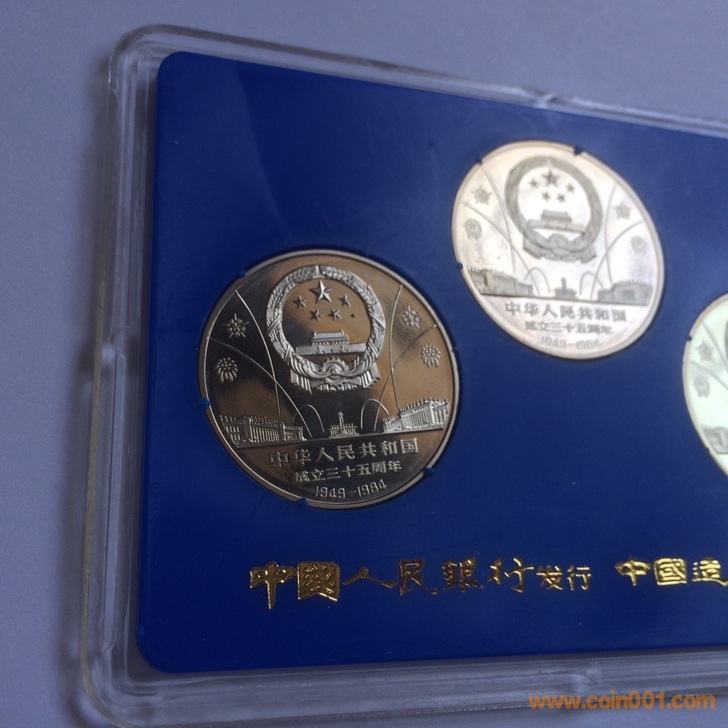 中华人民共和国
成立三十五周年
1949-1984
中华人民共和国
成立三十五周年
1949-1984
中國人民銀行发行 中國造
www.coin001.com